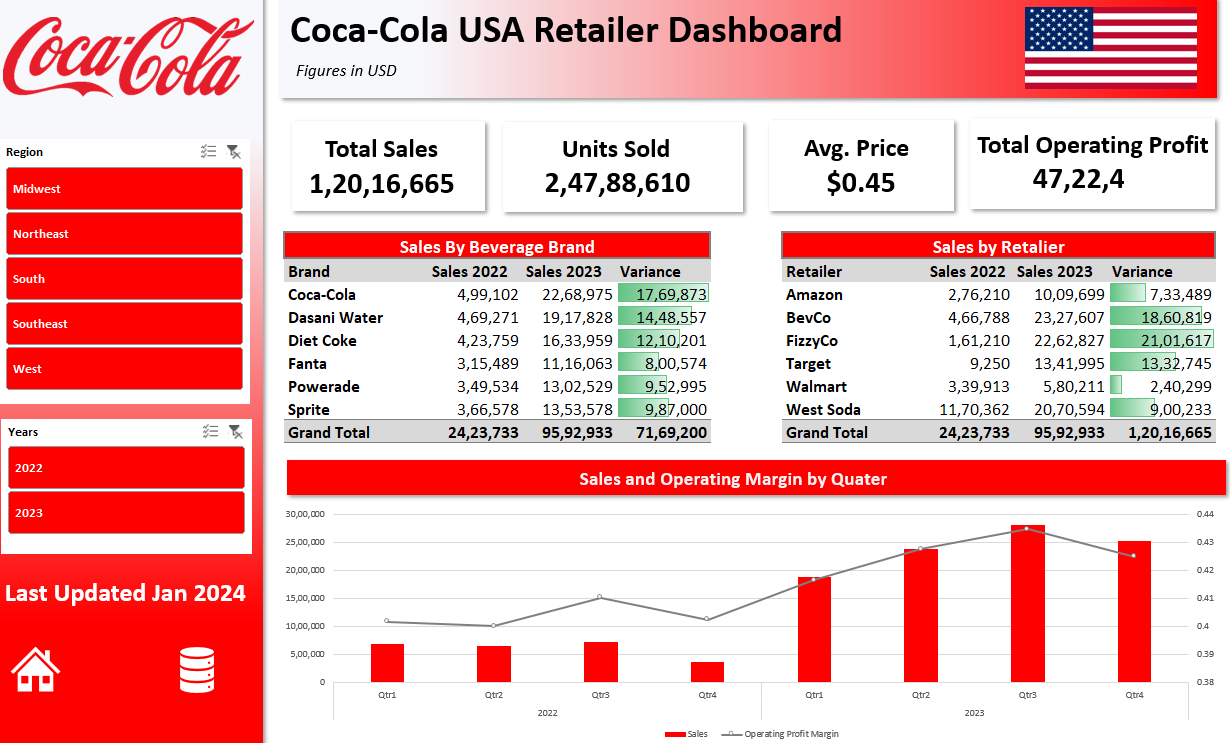 Coca-Cola
Coca-Cola USA Retailer Dashboard
Figures in USD
Region
Midwest
Northeast
South
Southeast
West
Years
2022
2023
Last Updated Jan 2024
Total Sales
1,20,16,665
Units Sold
2,47,88,610
Avg. Price
$0.45
Total Operating Profit
47,22,4
Sales By Beverage Brand
Brand Sales 2022 Sales 2023 Variance
Coca-Cola 4,99,102 22,68,975 17,69,873
Dasani Water 4,69,271 19,17,828 14,48,557
Diet Coke 4,23,759 16,33,959 12,10,201
Fanta 3,15,489 11,16,063 8,00,574
Powerade 3,49,534 13,02,529 9,52,995
Sprite 3,66,578 13,53,578 9,87,000
Grand Total 24,23,733 95,92,933 71,69,200
Sales by Retalier
Retailer Sales 2022 Sales 2023 Variance
Amazon 2,76,210 10,09,699 7,33,489
BevCo 4,66,788 23,27,607 18,60,819
FizzyCo 1,61,210 22,62,827 21,01,617
Target 9,250 13,41,995 13,32,745
Walmart 3,39,913 5,80,211 2,40,299
West Soda 11,70,362 20,70,594 9,00,233
Grand Total 24,23,733 95,92,933 1,20,16,665
Sales and Operating Margin by Quater
30,00,000
25,00,000
20,00,000
15,00,000
10,00,000
5,00,000
0
0.44
0.43
0.42
0.41
0.4
0.39
0.38
Qtr1 Qtr2 Qtr3 Qtr4 Qtr1 Qtr2 Qtr3 Qtr4
2022 2023
Sales Operating Profit Margin